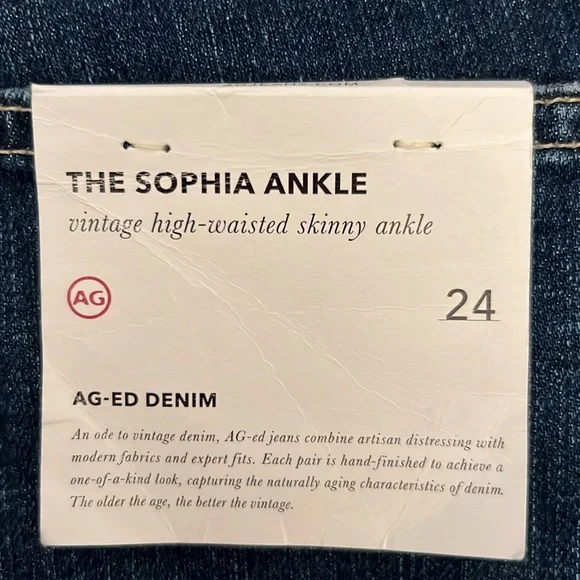 THE SOPHIA ANKLE
vintage high-waisted skinny ankle
AG
24
AG-ED DENIM
An ode to vintage denim, AG-ed jeans combine artisan distressing with
modern fabrics and expert fits. Each pair is hand-finished to achieve a
one-of-a-kind look, capturing the naturally aging characteristics of denim.
The older the age, the better the vintage.